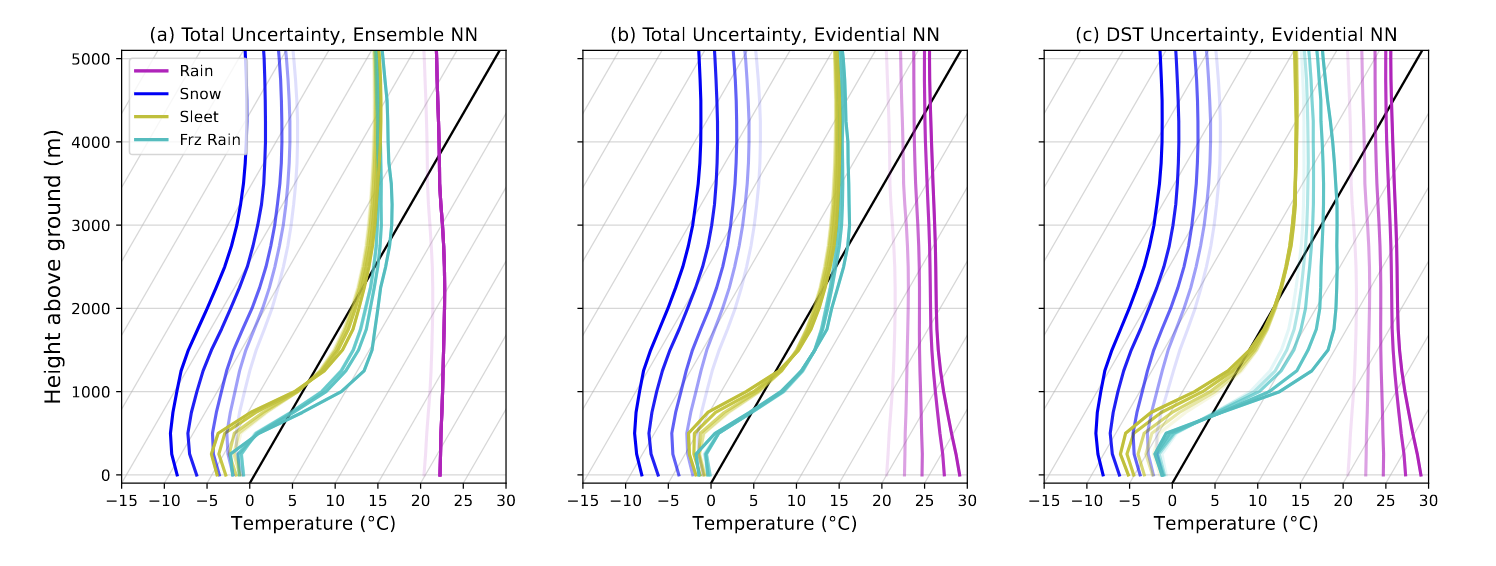 (a) Total Uncertainty, Ensemble NN
(b) Total Uncertainty, Evidential NN
(c) DST Uncertainty, Evidential NN
Height above ground (m)
5000
4000
3000
2000
1000
0
Rain
Snow
Sleet
Frz Rain
−15 −10 −5 0 5 10 15 20 25 30
−15 −10 −5 0 5 10 15 20 25 30
−15 −10 −5 0 5 10 15 20 25 30
Temperature (°C)
Temperature (°C)
Temperature (°C)